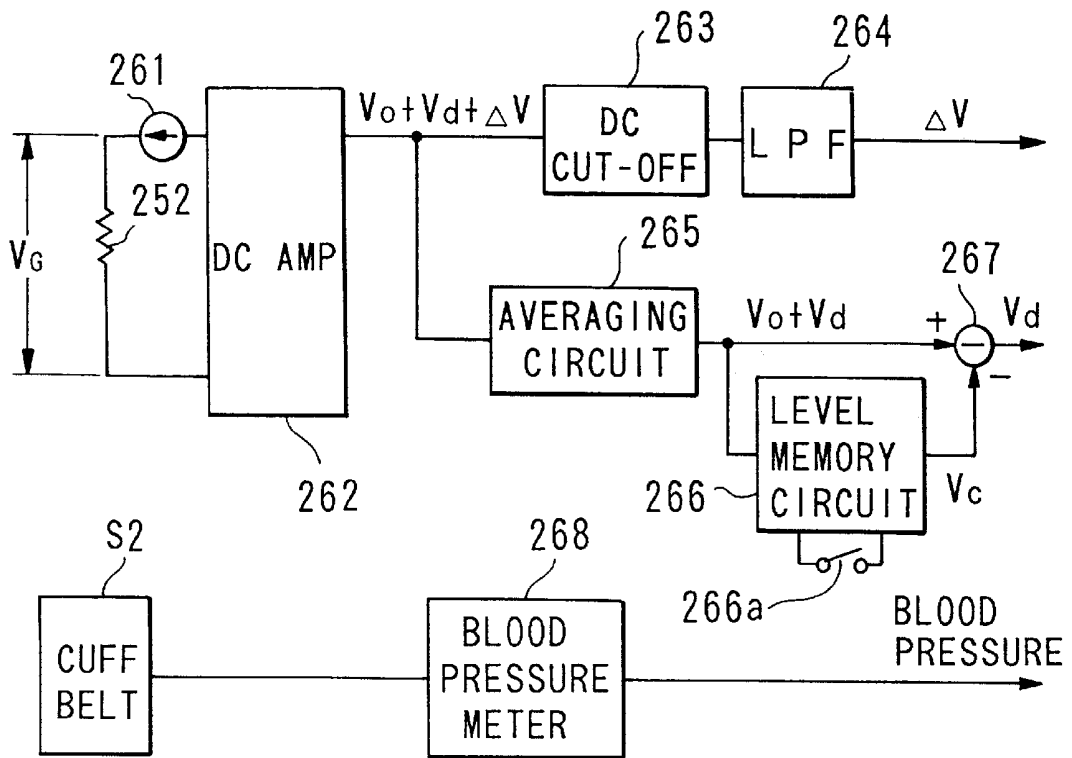 263
264
261
Vo+Vd+△V
DC
CUT-OFF
L P F
△V
252
VG
DC AMP
265
267
AVERAGING
CIRCUIT
Vo+Vd
+
−
Vd
−
LEVEL
MEMORY
CIRCUIT
266
Vc
262
S2
268
266a
BLOOD
PRESSURE
CUFF
BELT
BLOOD
PRESSURE
METER